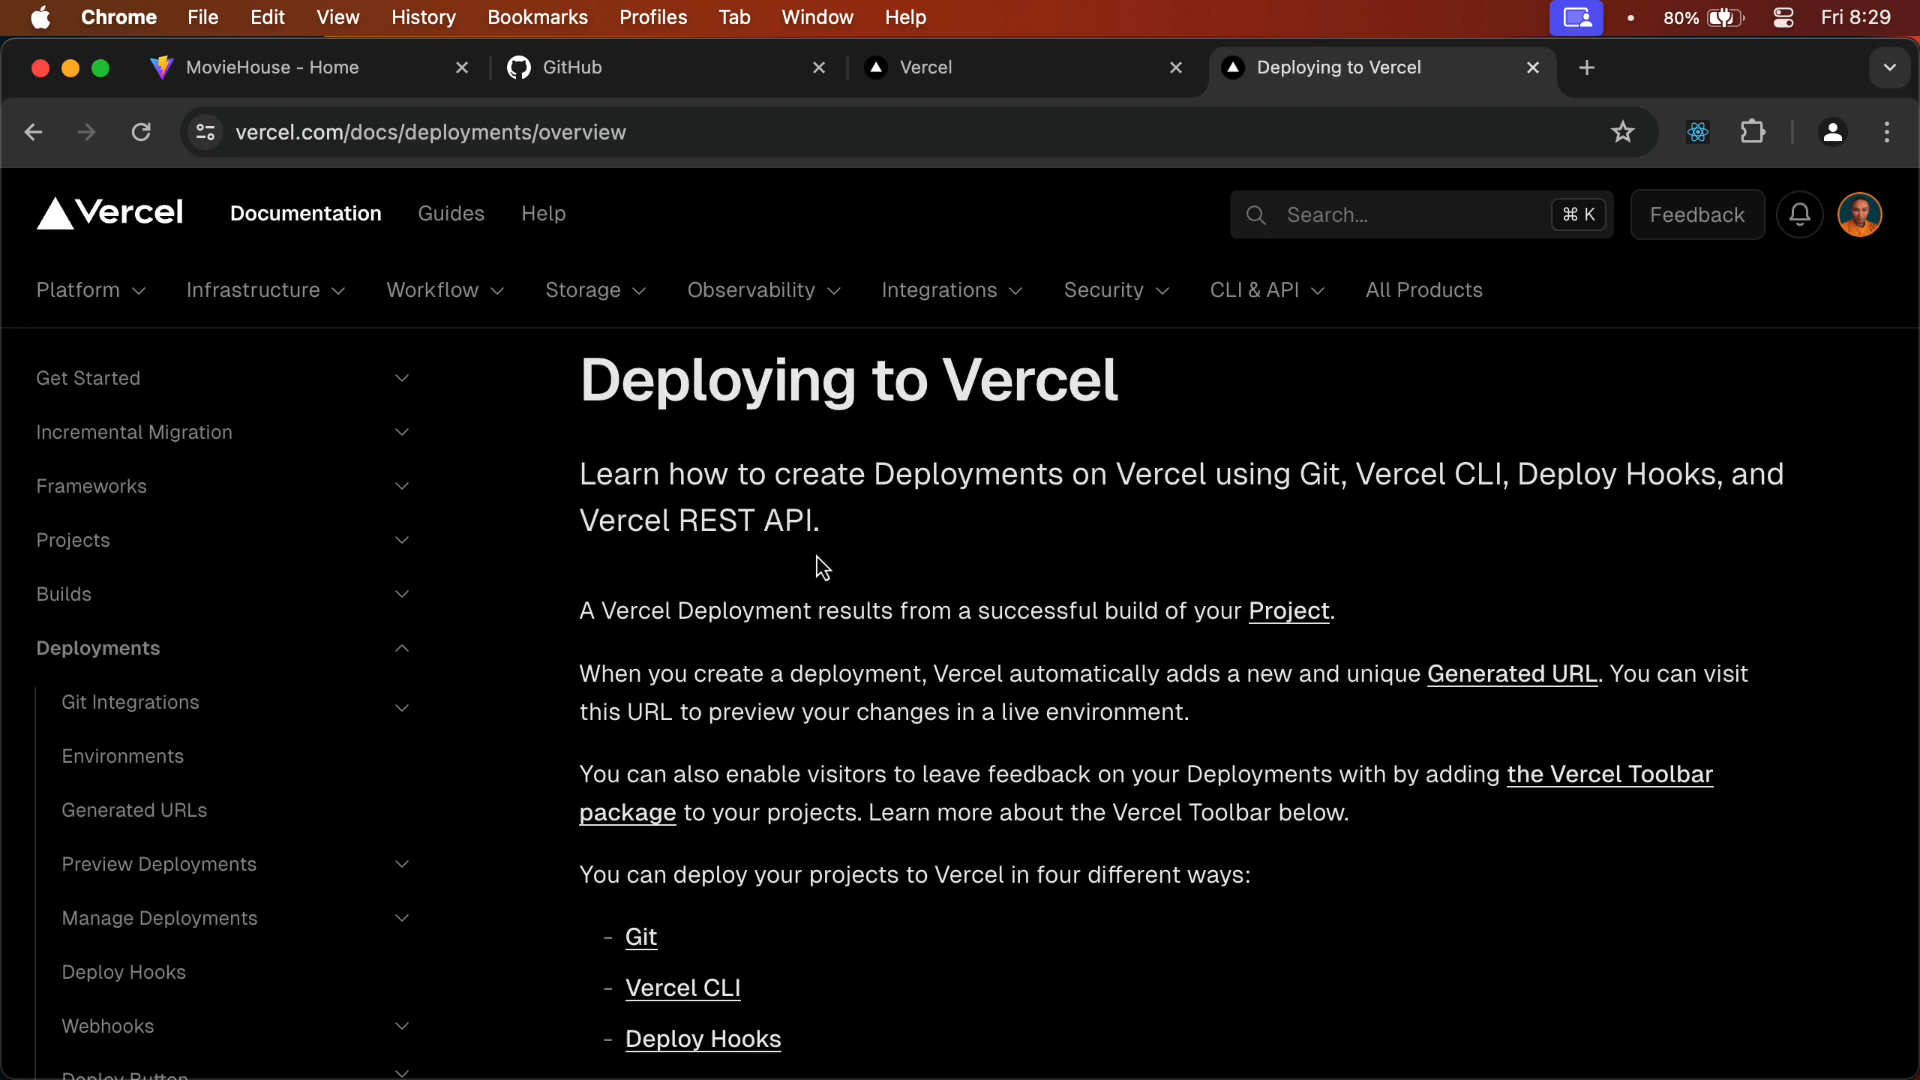 Chrome File Edit View History Bookmarks Profiles Tab Window Help 80% Fri 8:29
MovieHouse - Home GitHub Vercel Deploying to Vercel
vercel.com/docs/deployments/overview
Vercel Documentation Guides Help Search... ⌘ K Feedback
Platform Infrastructure Workflow Storage Observability Integrations Security CLI & API All Products
Get Started
Incremental Migration
Frameworks
Projects
Builds
Deployments
Git Integrations
Environments
Generated URLs
Preview Deployments
Manage Deployments
Deploy Hooks
Webhooks
Deploy Button
Deploying to Vercel
Learn how to create Deployments on Vercel using Git, Vercel CLI, Deploy Hooks, and
Vercel REST API.
A Vercel Deployment results from a successful build of your Project.
When you create a deployment, Vercel automatically adds a new and unique Generated URL. You can visit
this URL to preview your changes in a live environment.
You can also enable visitors to leave feedback on your Deployments with by adding the Vercel Toolbar
package to your projects. Learn more about the Vercel Toolbar below.
You can deploy your projects to Vercel in four different ways:
- Git
- Vercel CLI
- Deploy Hooks